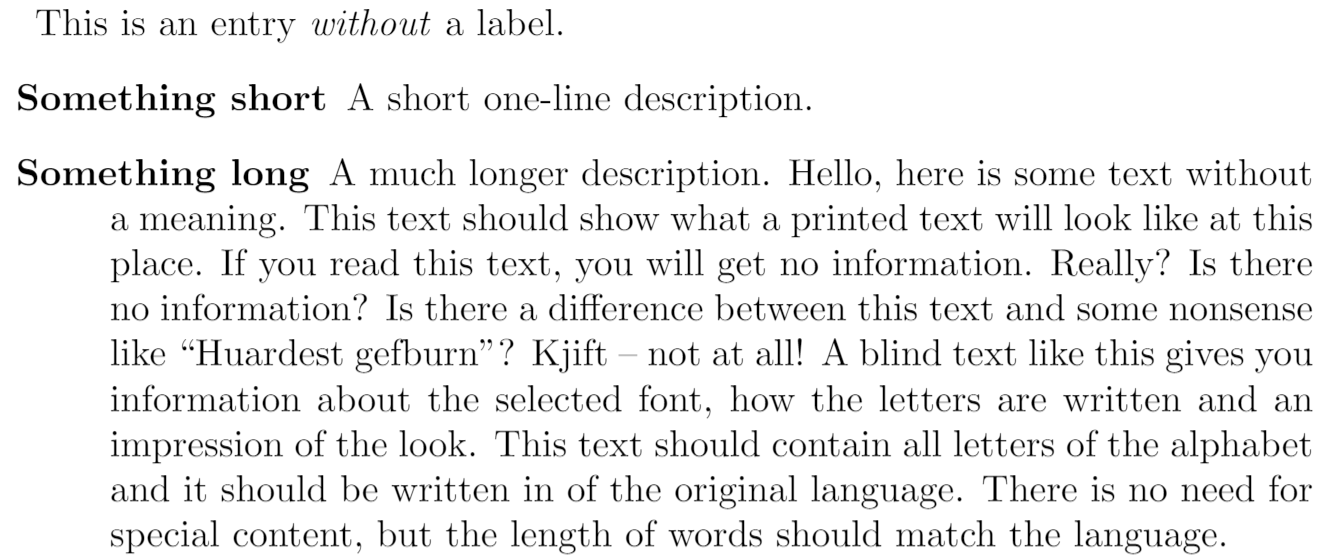 This is an entry without a label.
Something short A short one-line description.
Something long A much longer description. Hello, here is some text without
a meaning. This text should show what a printed text will look like at this
place. If you read this text, you will get no information. Really? Is there
no information? Is there a difference between this text and some nonsense
like “Huardest gefburn”? Kjift – not at all! A blind text like this gives you
information about the selected font, how the letters are written and an
impression of the look. This text should contain all letters of the alphabet
and it should be written in of the original language. There is no need for
special content, but the length of words should match the language.